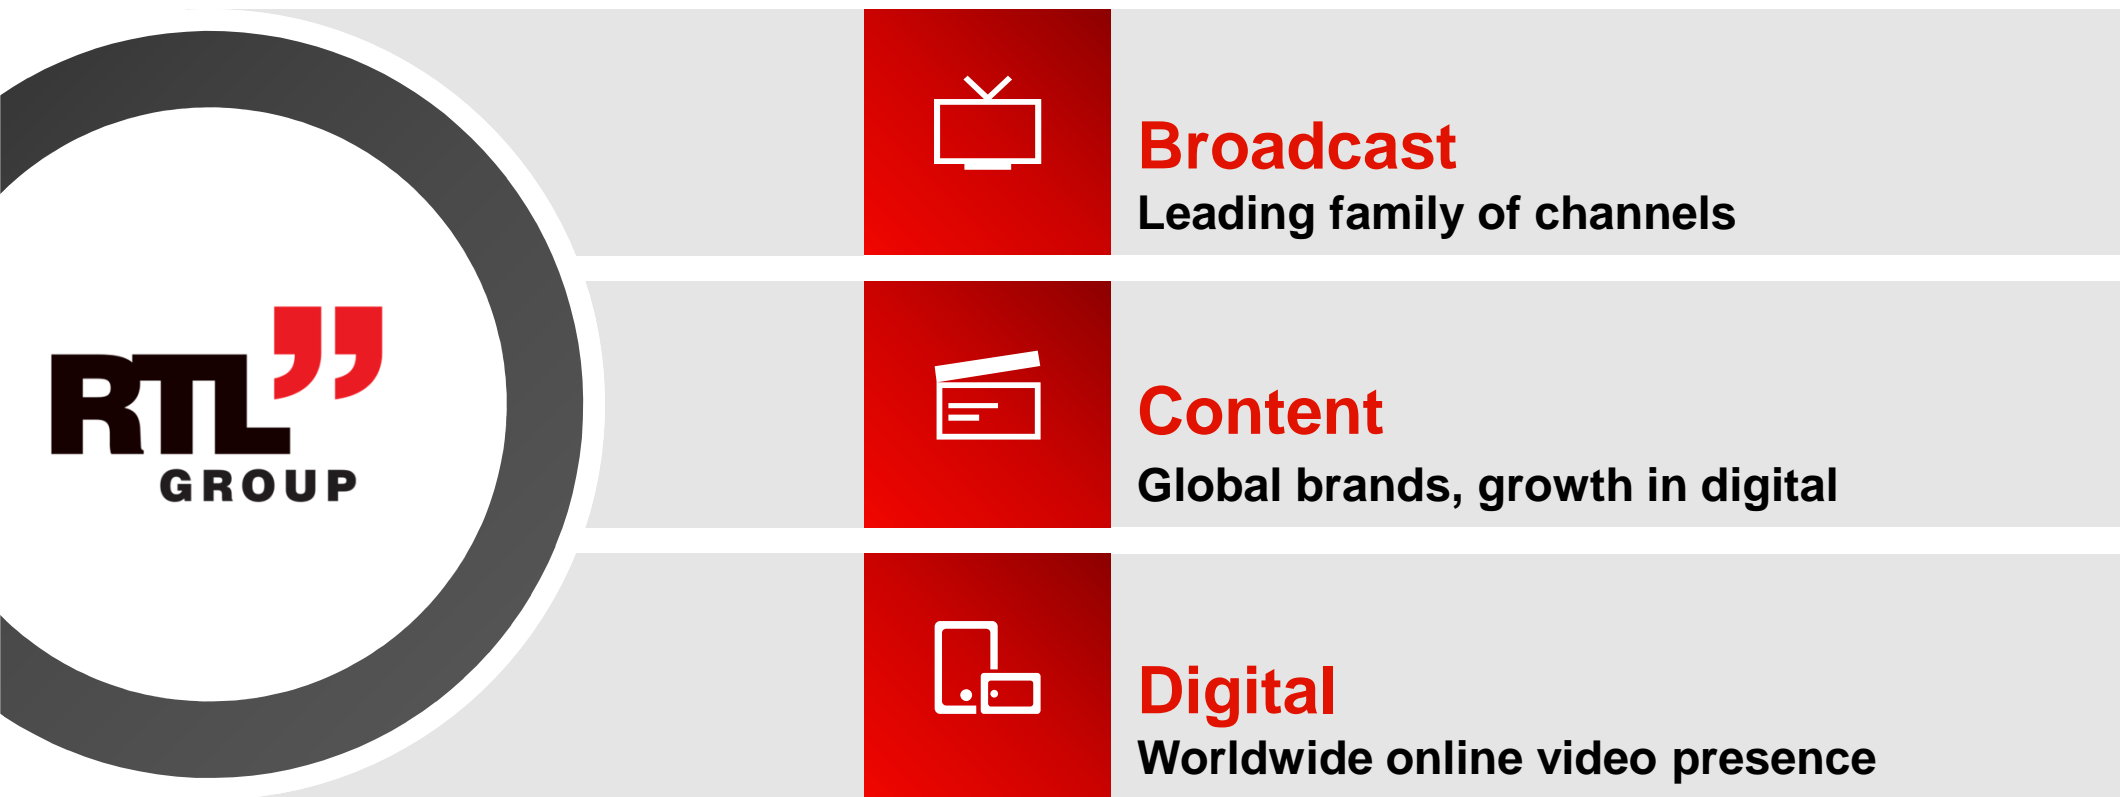 RTL
GROUP
Broadcast
Leading family of channels
Content
Global brands, growth in digital
Digital
Worldwide online video presence